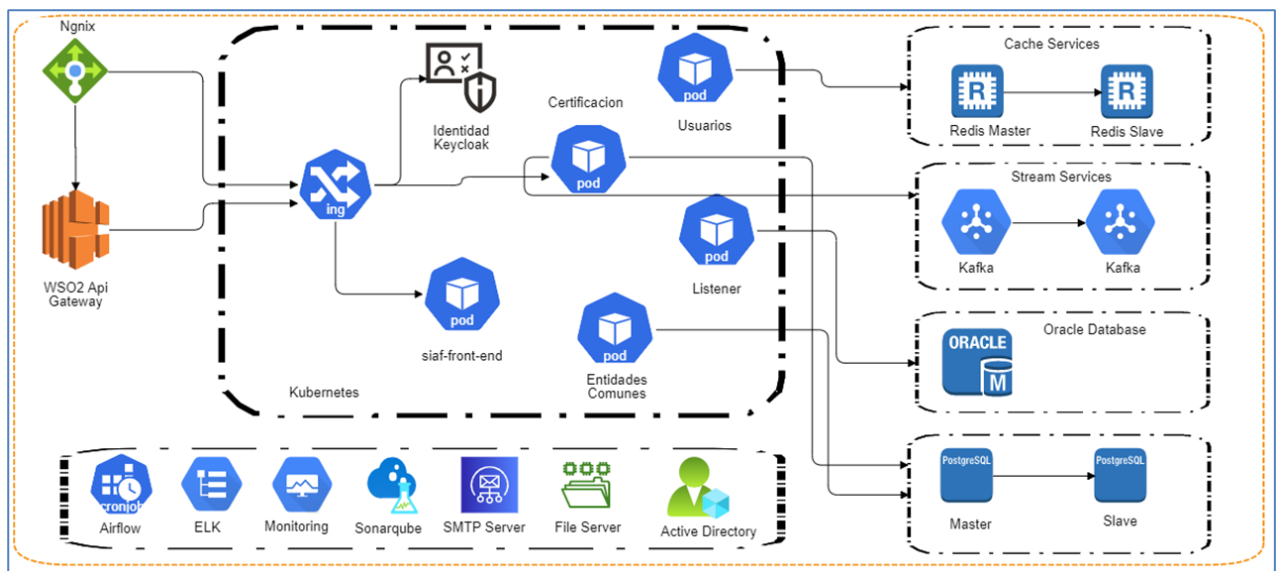 Ngnix
WSO2 Api
Gateway
ing
Identidad
Keycloak
Certificacion
pod
pod
Usuarios
pod
Listener
pod
siaf-front-end
pod
Entidades
Comunes
Kubernetes
Cache Services
R
R
Redis Master
Redis Slave
Stream Services
Kafka
Kafka
Oracle Database
ORACLE
M
PostgreSQL
PostgreSQL
Master
Slave
cronjob
Airflow
ELK
Monitoring
Sonarqube
SMTP Server
File Server
Active Directory